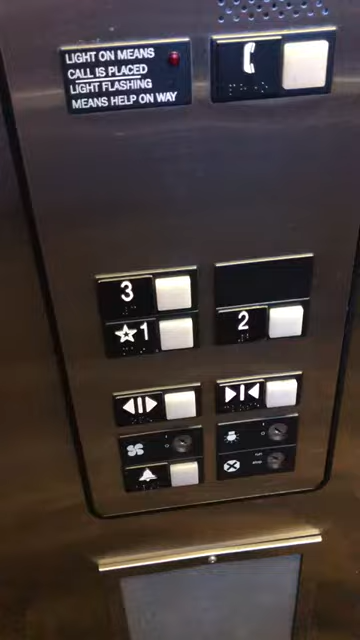 LIGHT ON MEANS
CALL IS PLACED
LIGHT FLASHING
MEANS HELP ON WAY
3
1
2